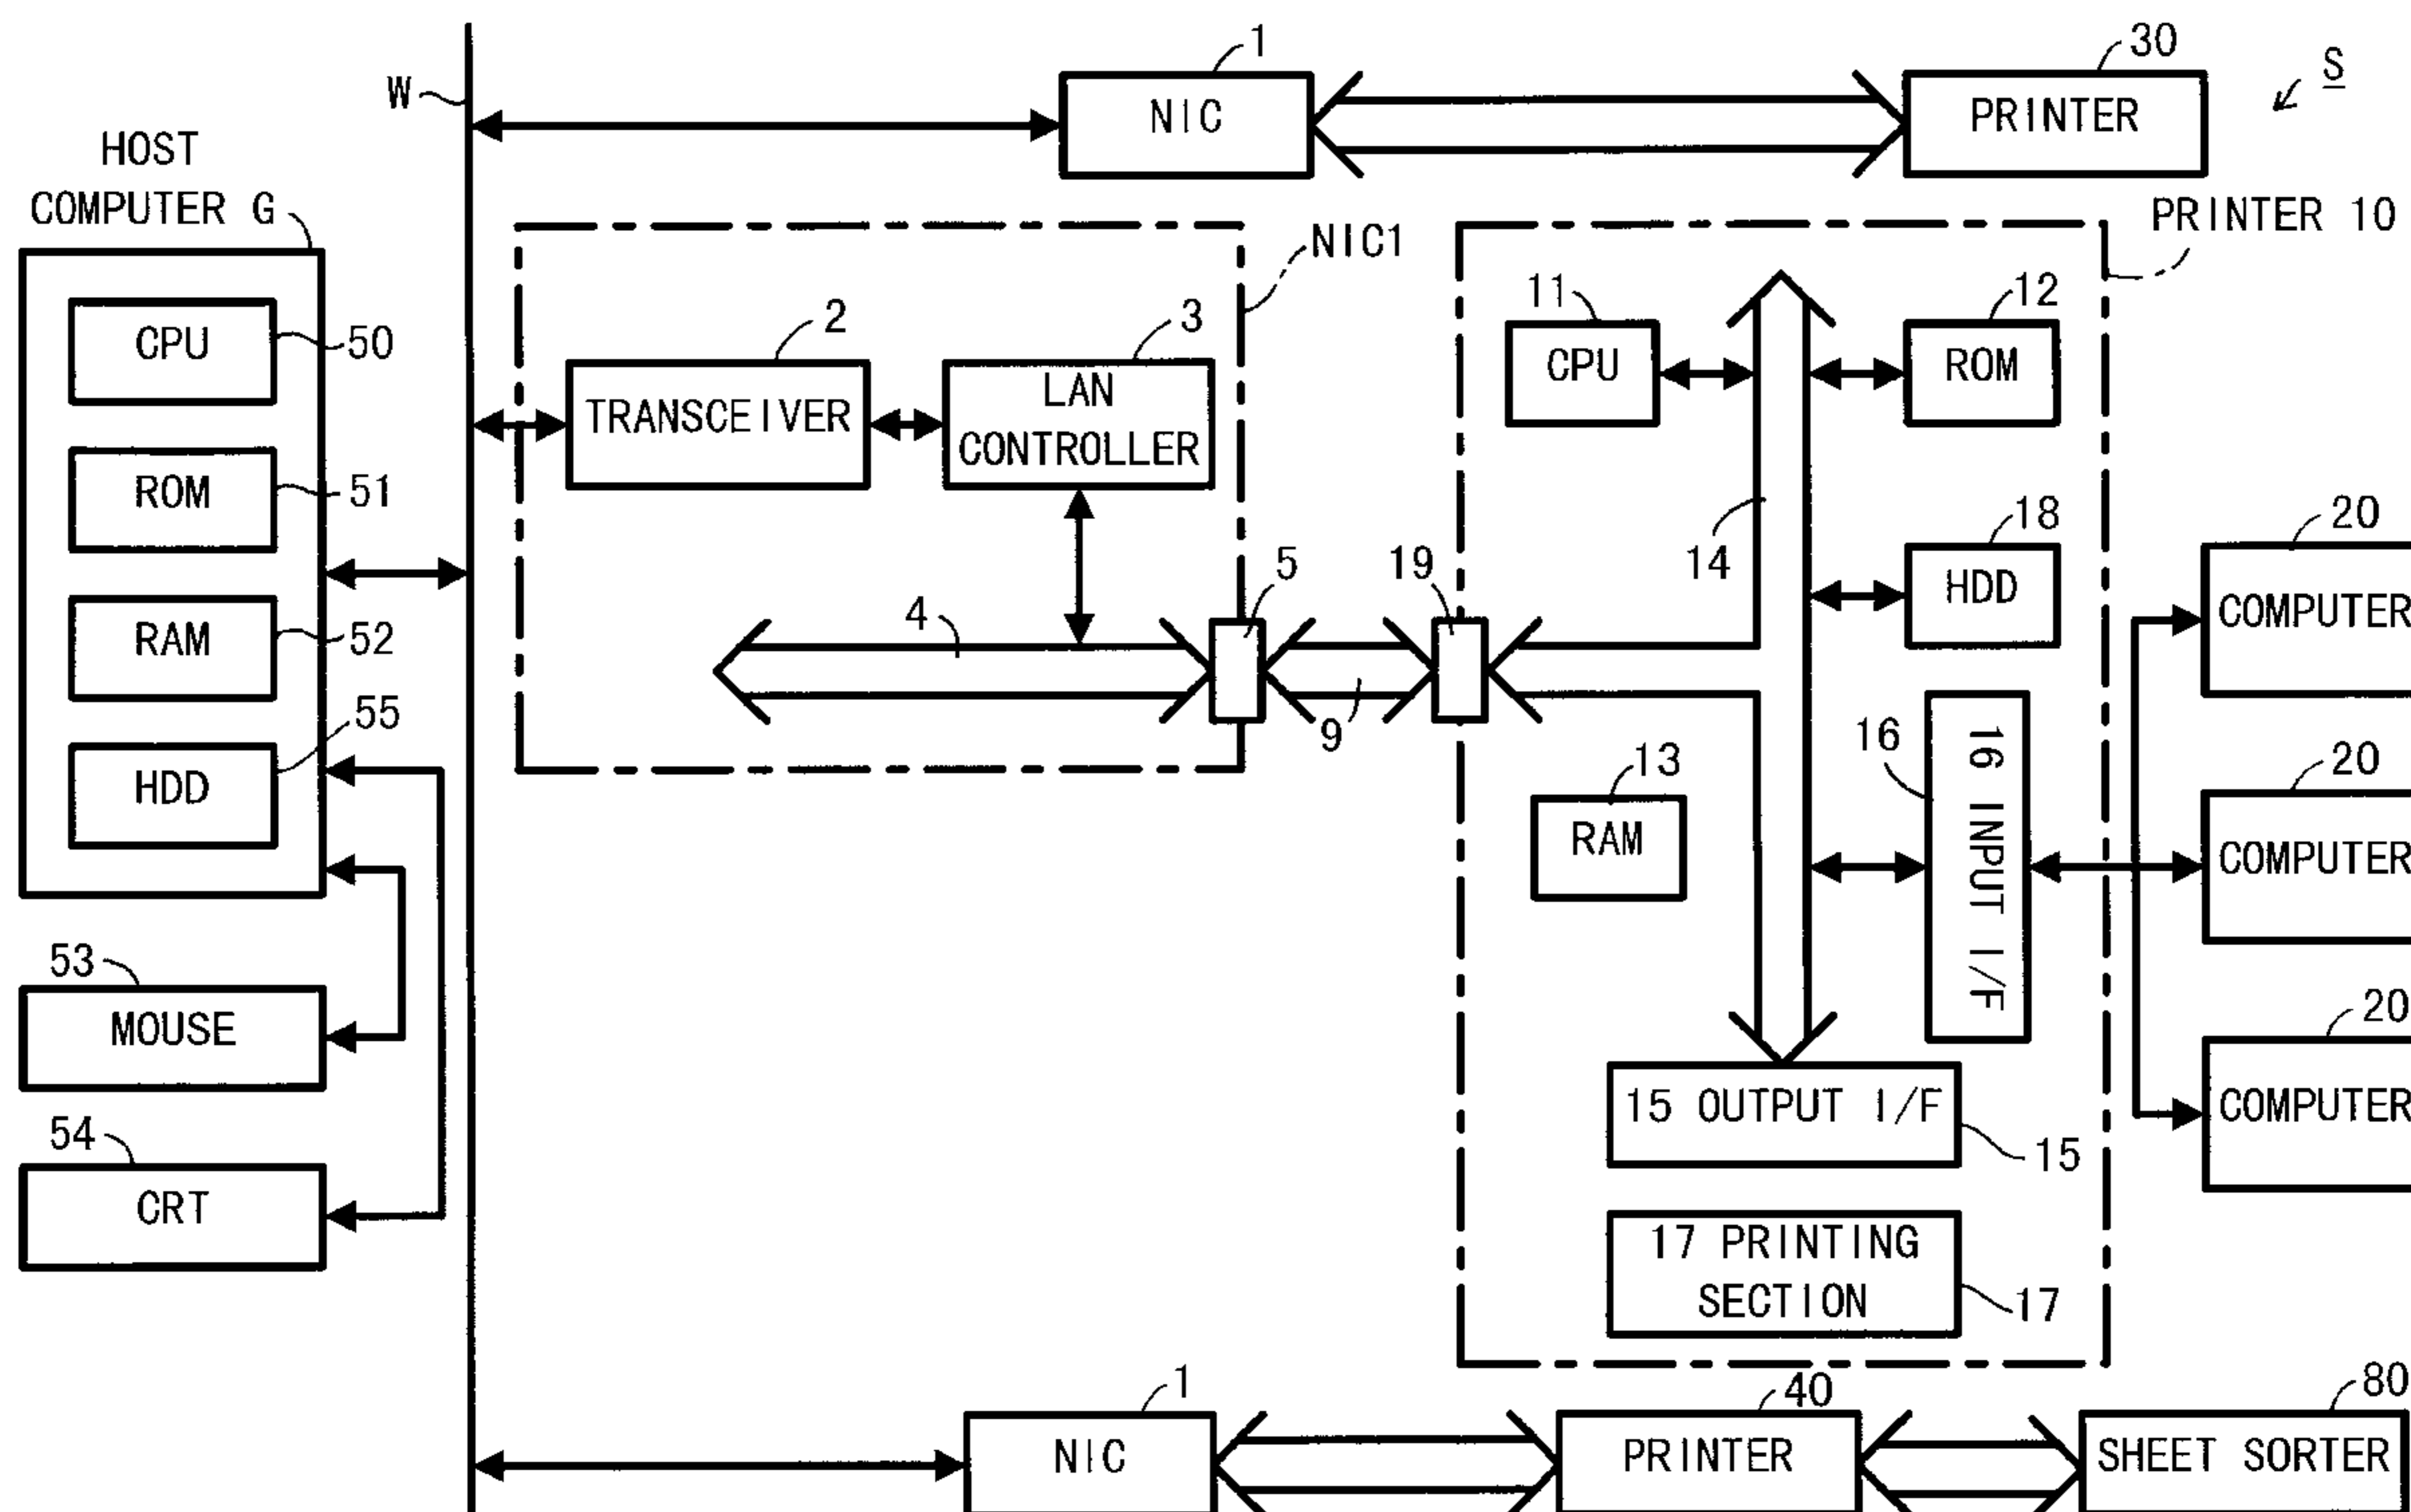 1
30
S
W
NIC
PRINTER
HOST
COMPUTER G
NIC1
PRINTER 10
2
3
11
12
CPU
50
TRANSCEIVER
LAN
CONTROLLER
CPU
ROM
ROM
51
14
18
20
HDD
COMPUTER
RAM
52
4
5
19
9
55
HDD
13
RAM
16
16 INPUT I/F
20
COMPUTER
53
MOUSE
20
COMPUTER
15 OUTPUT I/F
15
54
CRT
17 PRINTING
SECTION
17
1
40
80
NIC
PRINTER
SHEET SORTER